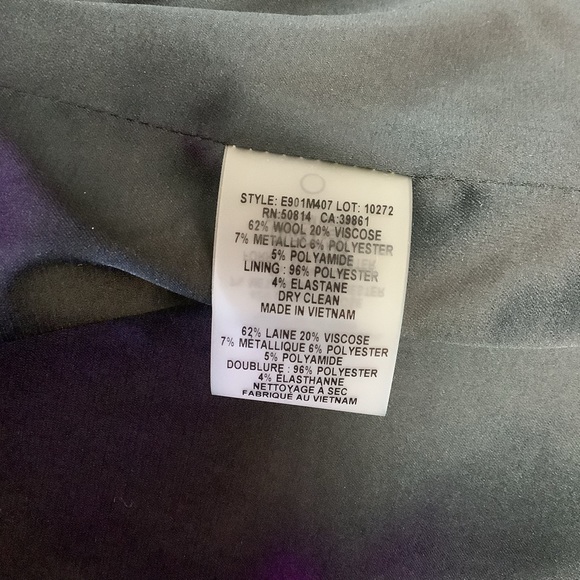 STYLE: E901M407 LOT: 10272
RN:50814 CA:39861
62% WOOL 20% VISCOSE
7% METALLIC 6% POLYESTER
5% POLYAMIDE
LINING : 96% POLYESTER
4% ELASTANE
DRY CLEAN
MADE IN VIETNAM
62% LAINE 20% VISCOSE
7% METALLIQUE 6% POLYESTER
5% POLYAMIDE
DOUBLURE : 96% POLYESTER
4% ELASTHANNE
NETTOYAGE À SEC
FABRIQUÉ AU VIETNAM